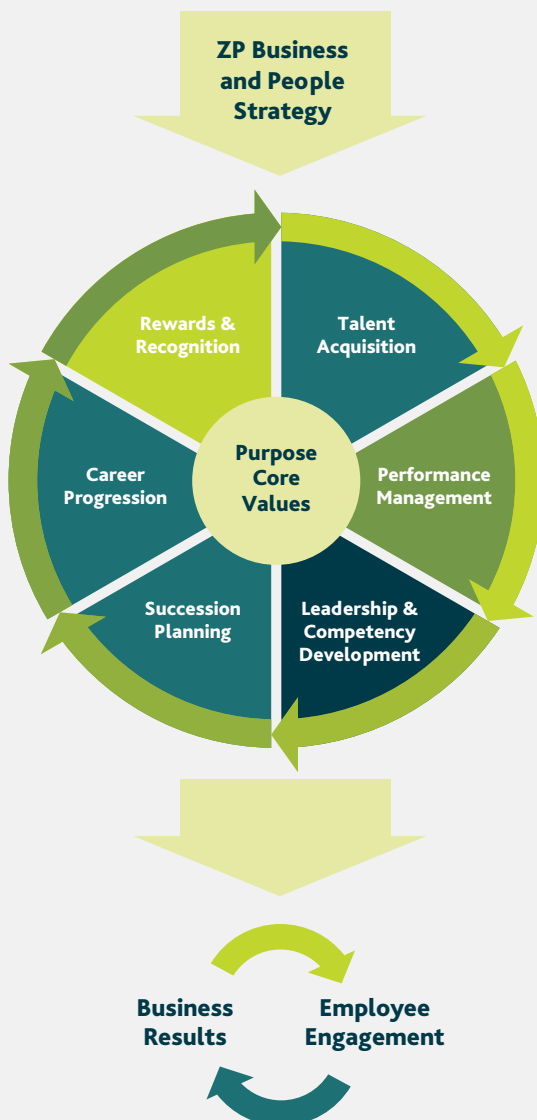 ZP Business
and People
Strategy
Rewards &
Recognition
Talent
Acquisition
Purpose
Core
Values
Career
Progression
Performance
Management
Succession
Planning
Leadership &
Competency
Development
Business
Results
Employee
Engagement